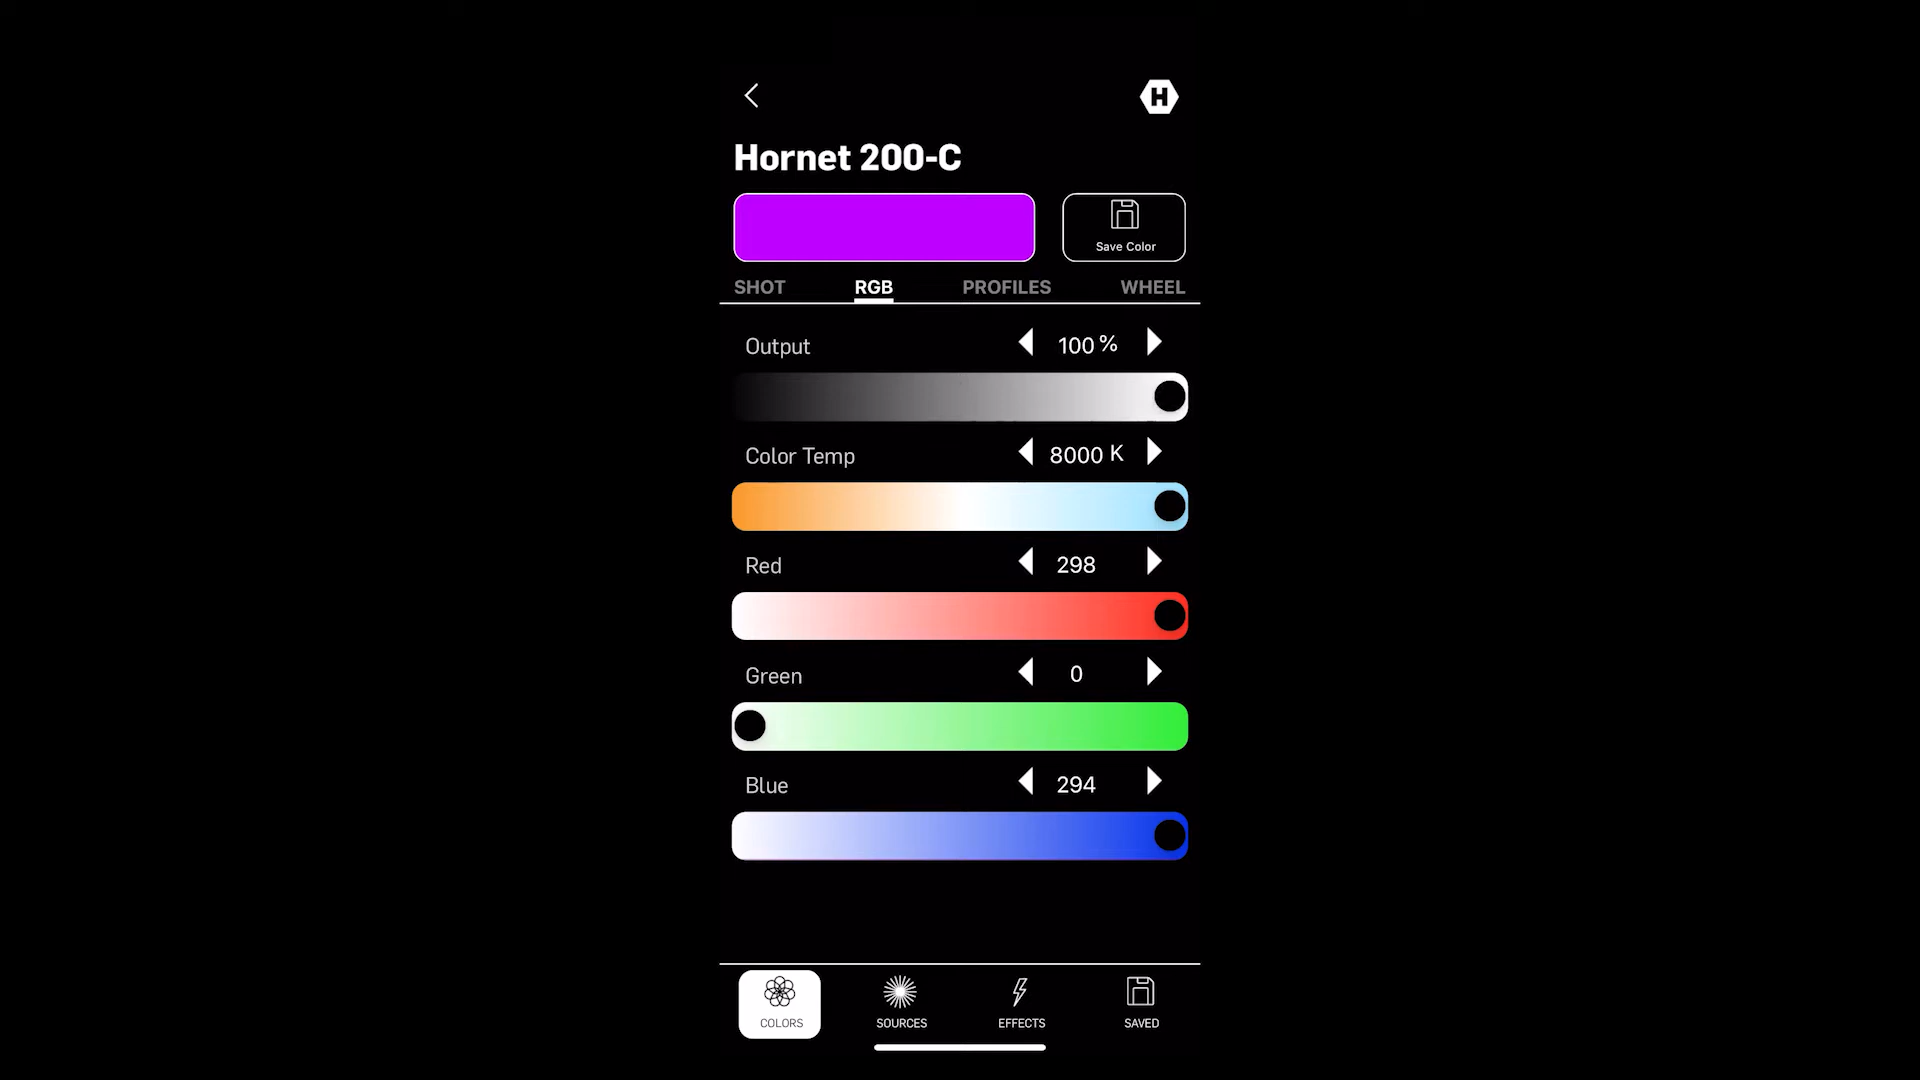 H
Hornet 200-C
Save Color
SHOT RGB PROFILES WHEEL
Output 100 %
Color Temp 8000 K
Red 298
Green 0
Blue 294
COLORS SOURCES EFFECTS SAVED